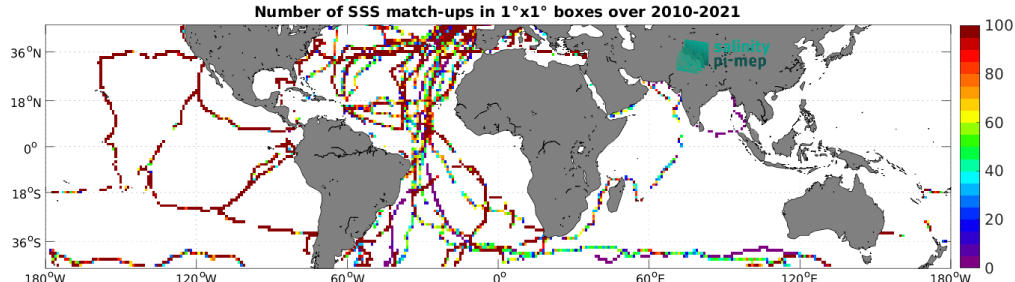 Number of SSS match-ups in 1°x1° boxes over 2010-2021
36°N
18°N
0°
18°S
36°S
180°W
120°W
60°W
0°
60°E
120°E
180°W
salinity
pi-mep
100
80
60
40
20
0